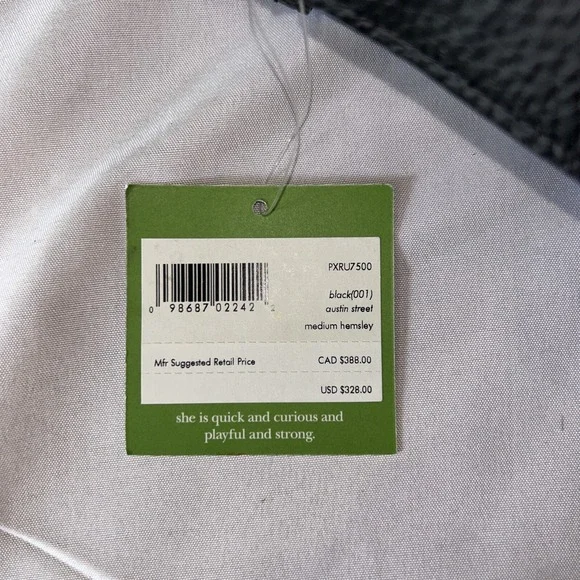 PXRU7500
0 98687 02242 2
black(001)
austin street
medium hemsley
Mfr Suggested Retail Price CAD $388.00
USD $328.00
she is quick and curious and
playful and strong.